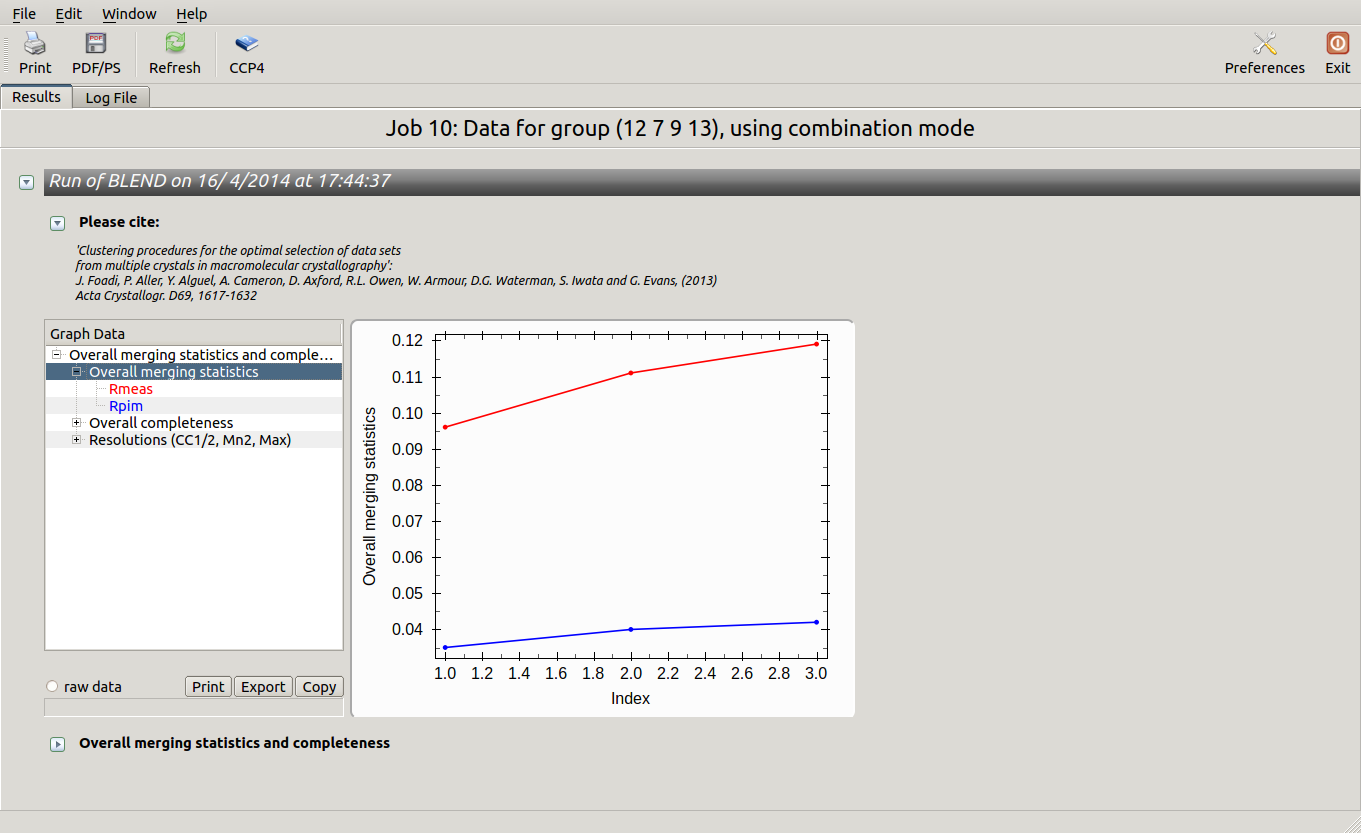 File Edit Window Help
PDF
Print PDF/PS Refresh CCP4 Preferences Exit
Results Log File
Job 10: Data for group (12 7 9 13), using combination mode
Run of BLEND on 16/ 4/2014 at 17:44:37
Please cite:
'Clustering procedures for the optimal selection of data sets
from multiple crystals in macromolecular crystallography':
J. Foadi, P. Aller, Y. Alguel, A. Cameron, D. Axford, R.L. Owen, W. Armour, D.G. Waterman, S. Iwata and G. Evans, (2013)
Acta Crystallogr. D69, 1617-1632
Graph Data
Overall merging statistics and comple...
Overall merging statistics
Rmeas
Rpim
Overall completeness
Resolutions (CC1/2, Mn2, Max)
raw data Print Export Copy
Overall merging statistics
0.12
0.11
0.10
0.09
0.08
0.07
0.06
0.05
0.04
1.0 1.2 1.4 1.6 1.8 2.0 2.2 2.4 2.6 2.8 3.0
Index
Overall merging statistics and completeness